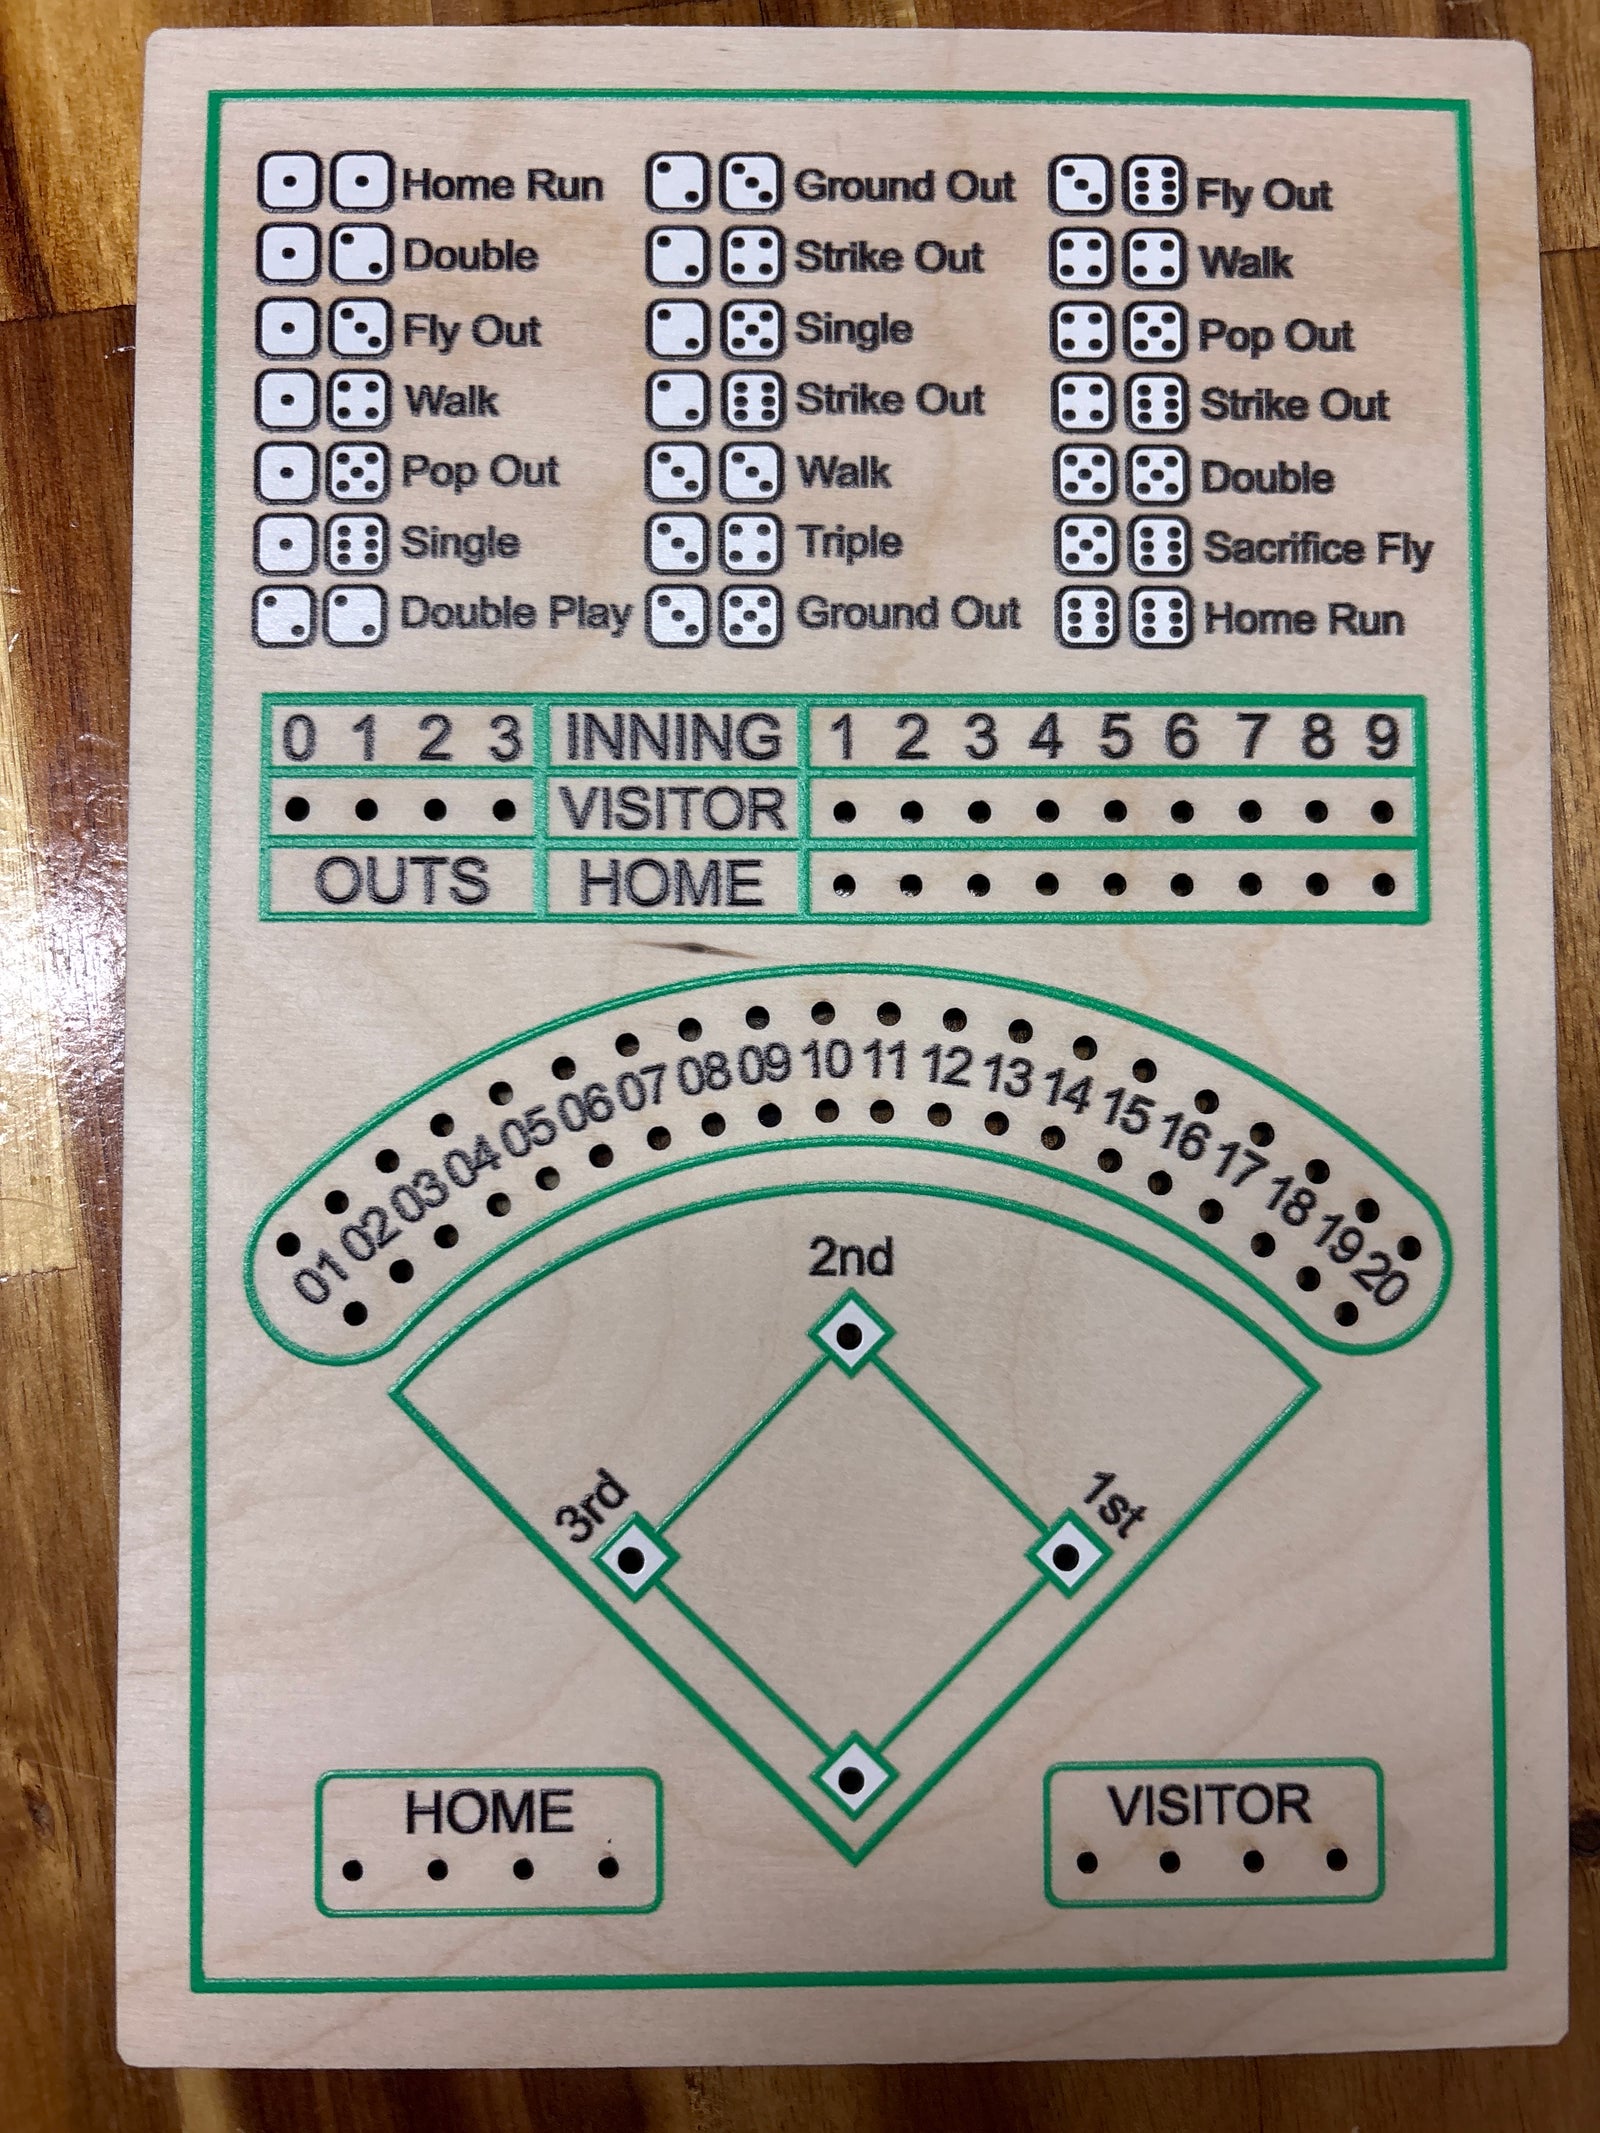 Home Run
Double
Fly Out
Walk
Pop Out
Single
Double Play
Ground Out
Strike Out
Single
Strike Out
Walk
Triple
Ground Out
Fly Out
Walk
Pop Out
Strike Out
Double
Sacrifice Fly
Home Run
0 1 2 3 INNING 1 2 3 4 5 6 7 8 9
VISITOR
OUTS HOME
01 02 03 04 05 06 07 08 09 10 11 12 13 14 15 16 17 18 19 20
2nd
3rd
1st
HOME
VISITOR